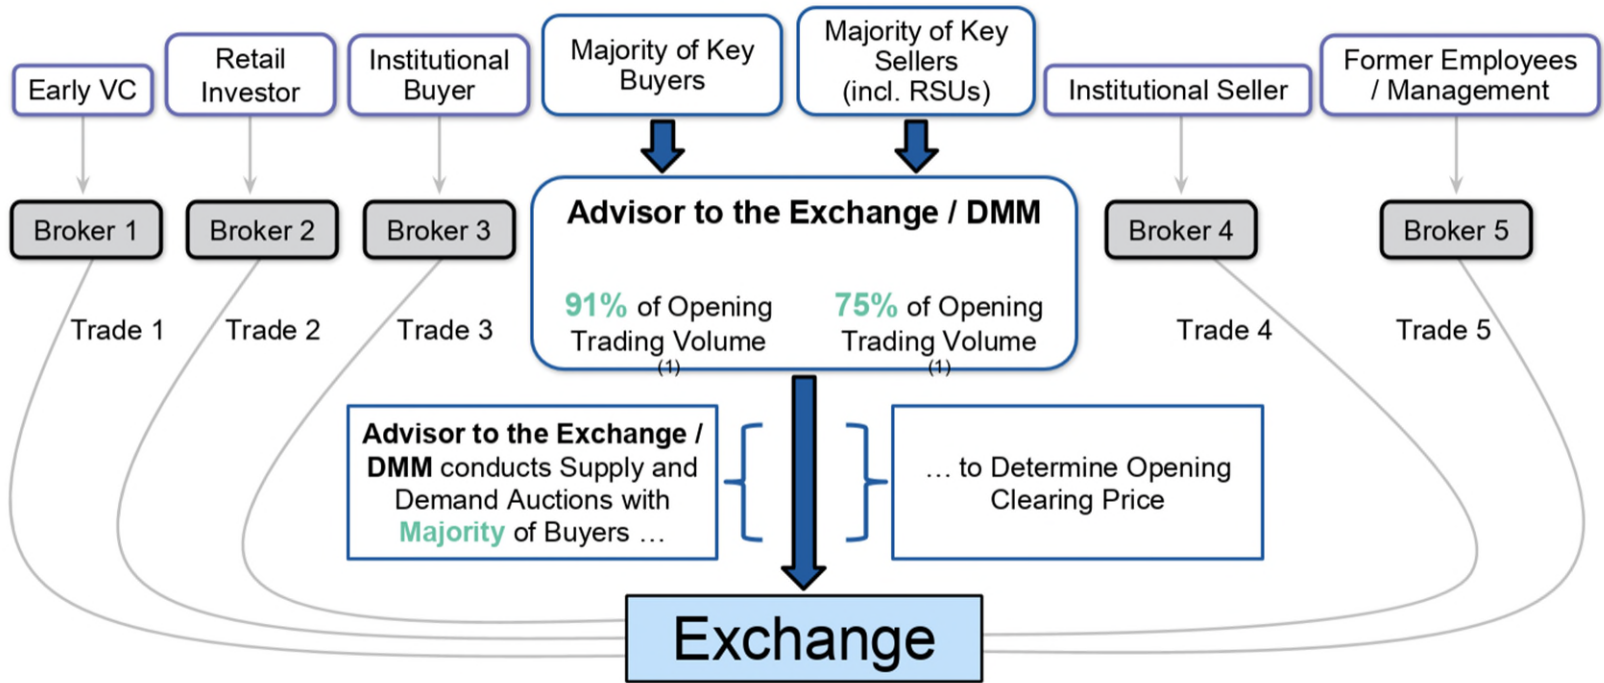 Early VC
Retail
Investor
Institutional
Buyer
Majority of Key
Buyers
Majority of Key
Sellers
(incl. RSUs)
Institutional Seller
Former Employees
/ Management
Broker 1
Broker 2
Broker 3
Advisor to the Exchange / DMM
Broker 4
Broker 5
91% of Opening
Trading Volume
(1)
75% of Opening
Trading Volume
(1)
Trade 1
Trade 2
Trade 3
Trade 4
Trade 5
Advisor to the Exchange /
DMM conducts Supply and
Demand Auctions with
Majority of Buyers …
… to Determine Opening
Clearing Price
Exchange